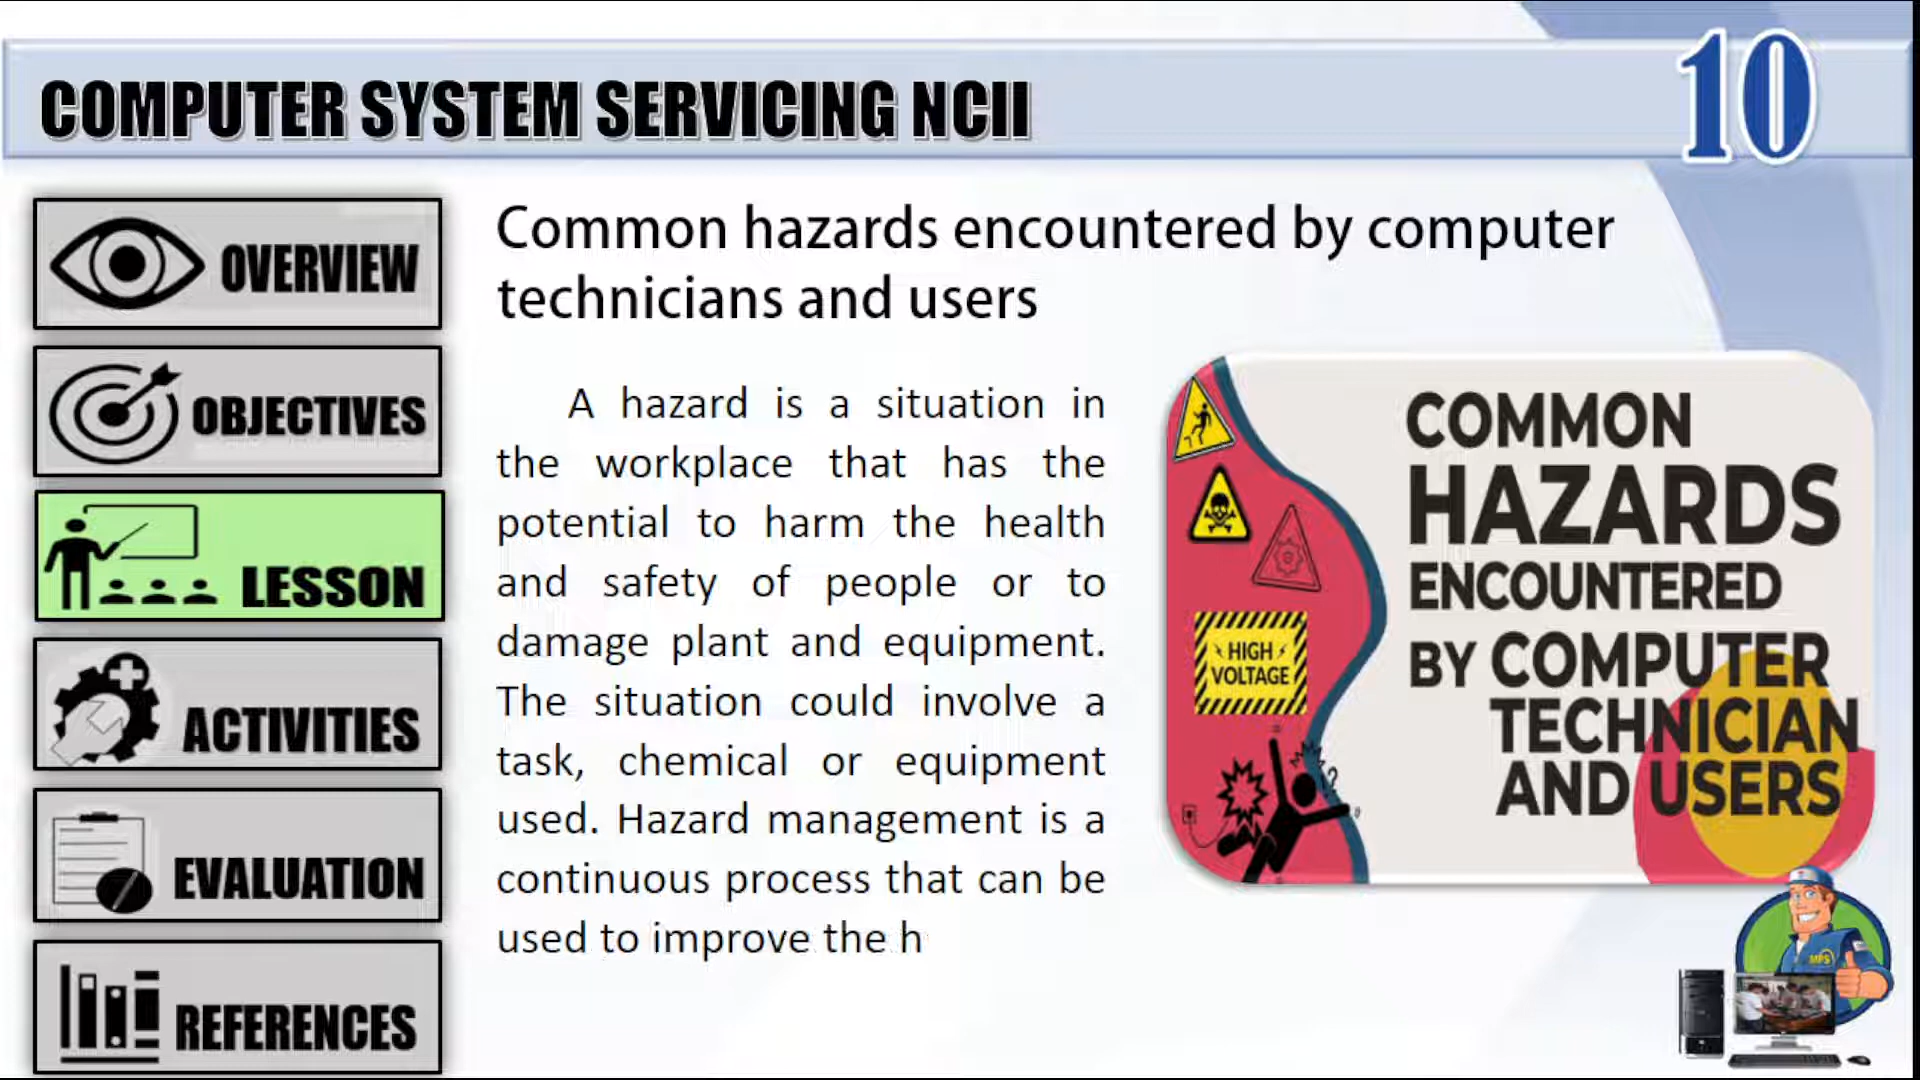 COMPUTER SYSTEM SERVICING NCII
10
OVERVIEW
OBJECTIVES
LESSON
ACTIVITIES
EVALUATION
REFERENCES
Common hazards encountered by computer
technicians and users
A hazard is a situation in
the workplace that has the
potential to harm the health
and safety of people or to
damage plant and equipment.
The situation could involve a
task, chemical or equipment
used. Hazard management is a
continuous process that can be
used to improve the h
HIGH
VOLTAGE
COMMON
HAZARDS
ENCOUNTERED
BY COMPUTER
TECHNICIAN
AND USERS
MPS